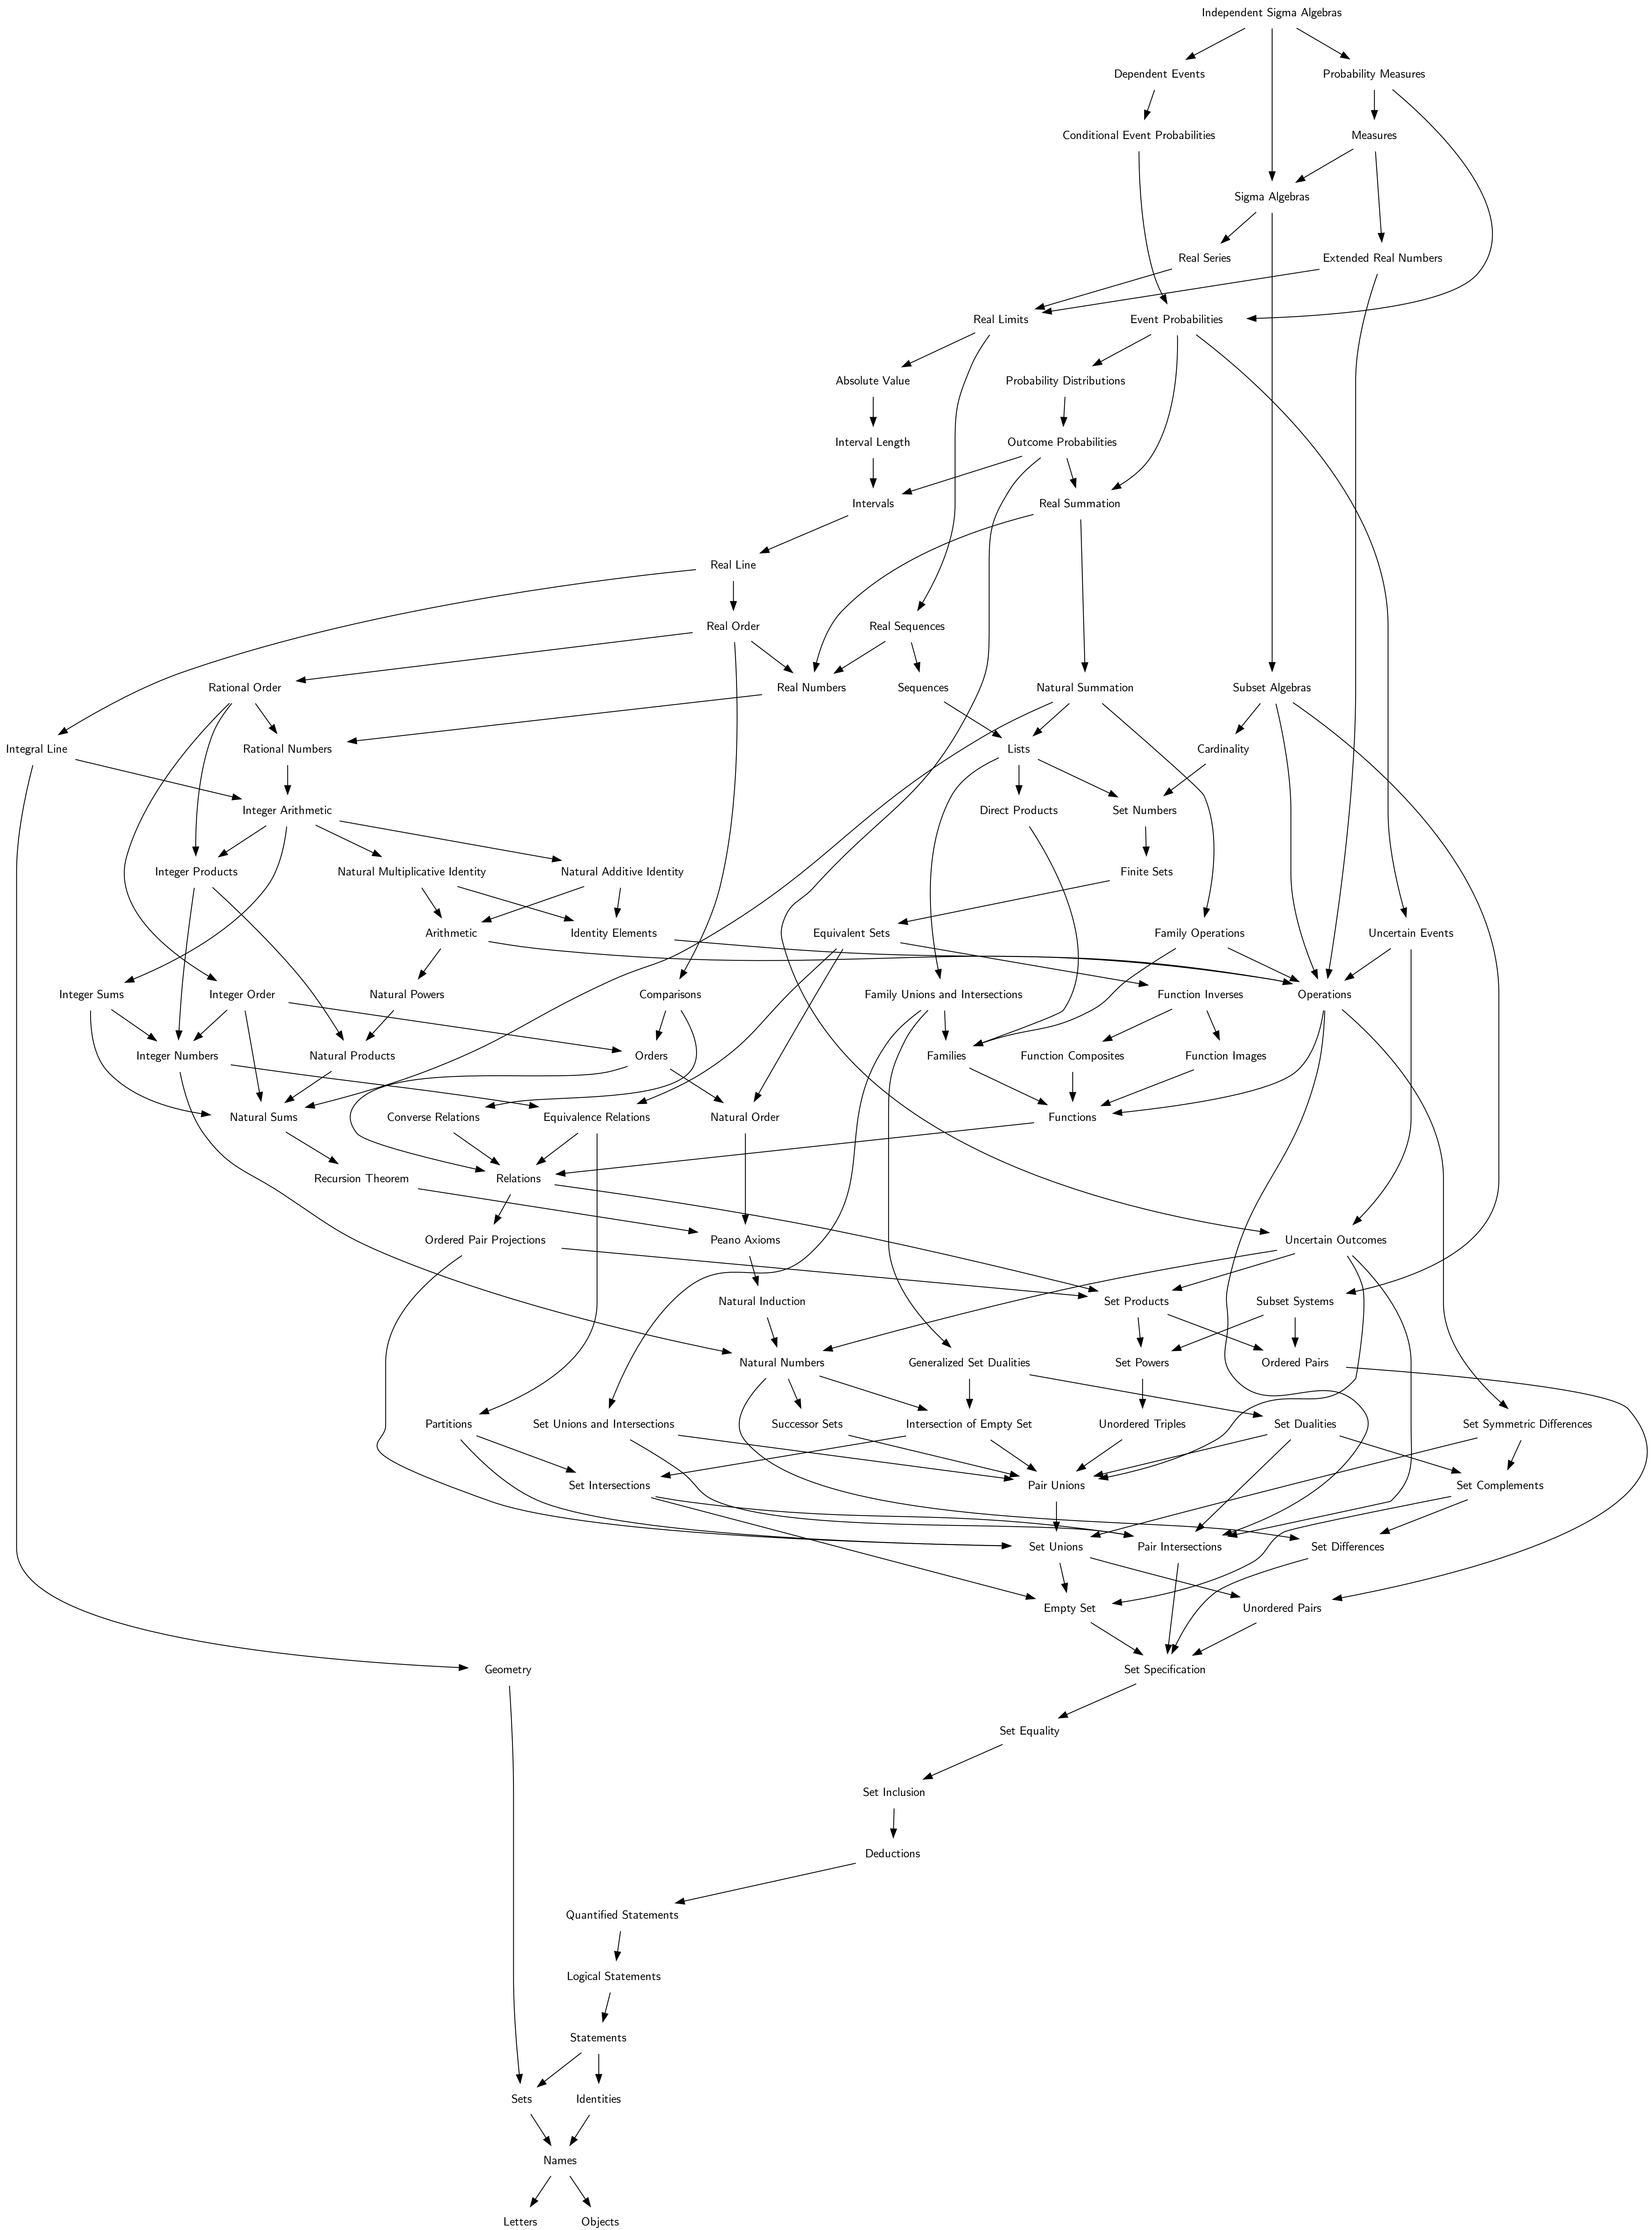 Independent Sigma Algebras
Dependent Events
Probability Measures
Conditional Event Probabilities
Measures
Sigma Algebras
Real Series
Extended Real Numbers
Real Limits
Event Probabilities
Absolute Value
Probability Distributions
Interval Length
Outcome Probabilities
Intervals
Real Summation
Real Line
Real Order
Real Sequences
Rational Order
Real Numbers
Sequences
Natural Summation
Subset Algebras
Integral Line
Rational Numbers
Lists
Cardinality
Integer Arithmetic
Direct Products
Set Numbers
Integer Products
Natural Multiplicative Identity
Natural Additive Identity
Finite Sets
Arithmetic
Identity Elements
Equivalent Sets
Family Operations
Uncertain Events
Integer Sums
Integer Order
Natural Powers
Comparisons
Family Unions and Intersections
Function Inverses
Operations
Integer Numbers
Natural Products
Orders
Families
Function Composites
Function Images
Natural Sums
Converse Relations
Equivalence Relations
Natural Order
Functions
Recursion Theorem
Relations
Ordered Pair Projections
Peano Axioms
Uncertain Outcomes
Natural Induction
Set Products
Subset Systems
Natural Numbers
Generalized Set Dualities
Set Powers
Ordered Pairs
Partitions
Set Unions and Intersections
Successor Sets
Intersection of Empty Set
Unordered Triples
Set Dualities
Set Symmetric Differences
Set Intersections
Pair Unions
Set Complements
Set Unions
Pair Intersections
Set Differences
Empty Set
Unordered Pairs
Geometry
Set Specification
Set Equality
Set Inclusion
Deductions
Quantified Statements
Logical Statements
Statements
Sets
Identities
Names
Letters
Objects